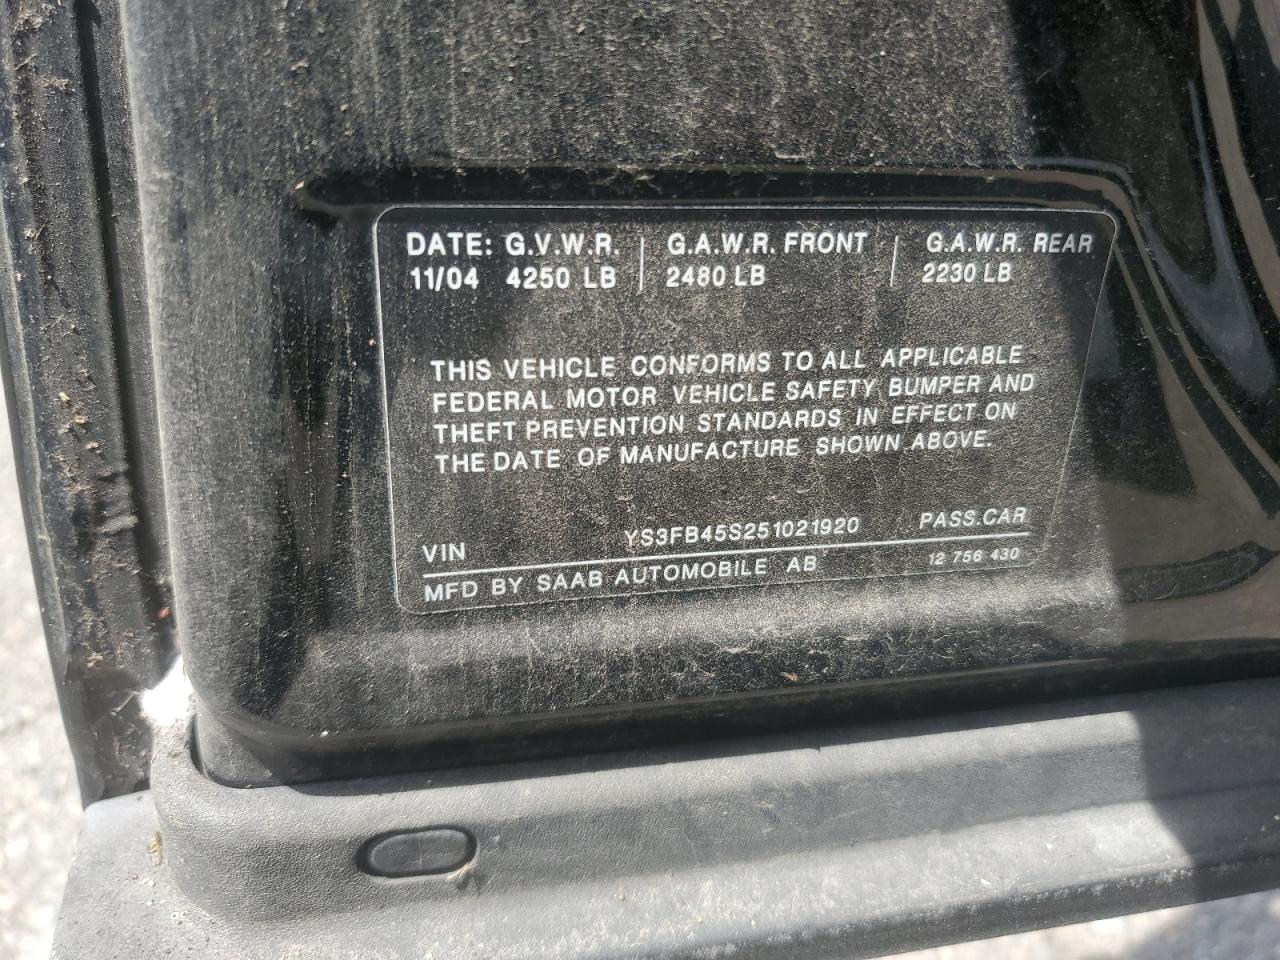 DATE: G.V.W.R. G.A.W.R. FRONT G.A.W.R. REAR
11/04 4250 LB 2480 LB 2230 LB
THIS VEHICLE CONFORMS TO ALL APPLICABLE
FEDERAL MOTOR VEHICLE SAFETY BUMPER AND
THEFT PREVENTION STANDARDS IN EFFECT ON
THE DATE OF MANUFACTURE SHOWN ABOVE.
VIN YS3FB45S251021920 PASS.CAR
MFD BY SAAB AUTOMOBILE AB 12 756 430